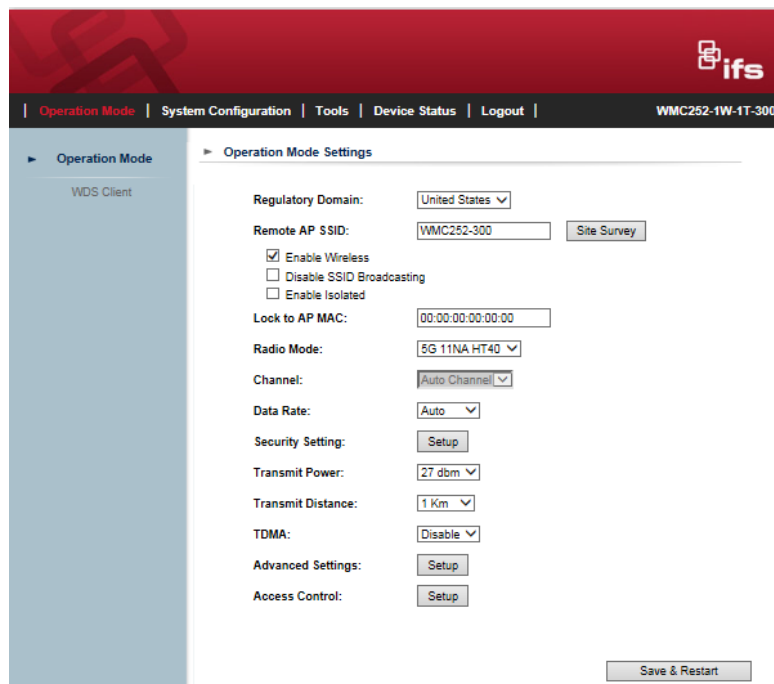 ifs
| Operation Mode | System Configuration | Tools | Device Status | Logout | WMC252-1W-1T-300
► Operation Mode
WDS Client
► Operation Mode Settings
Regulatory Domain: United States
Remote AP SSID: WMC252-300 Site Survey
Enable Wireless
Disable SSID Broadcasting
Enable Isolated
Lock to AP MAC: 00:00:00:00:00:00
Radio Mode: 5G 11NA HT40
Channel: Auto Channel
Data Rate: Auto
Security Setting: Setup
Transmit Power: 27 dbm
Transmit Distance: 1 Km
TDMA: Disable
Advanced Settings: Setup
Access Control: Setup
Save & Restart